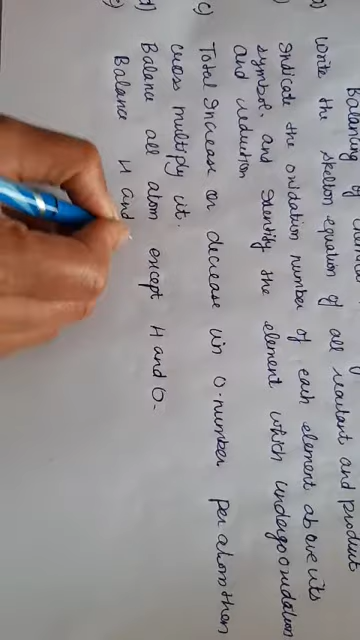 Balancing of
a) Write the skelton equation of all reactant and product
Indicate the oxidation number of each element above its
symbol. and Identify the element which undergo oxidation
and reduction
c) Total Increase or decrease in O.number per atom then
cross multiply it.
d) Balance all atom except H and O.
e) Balance H and